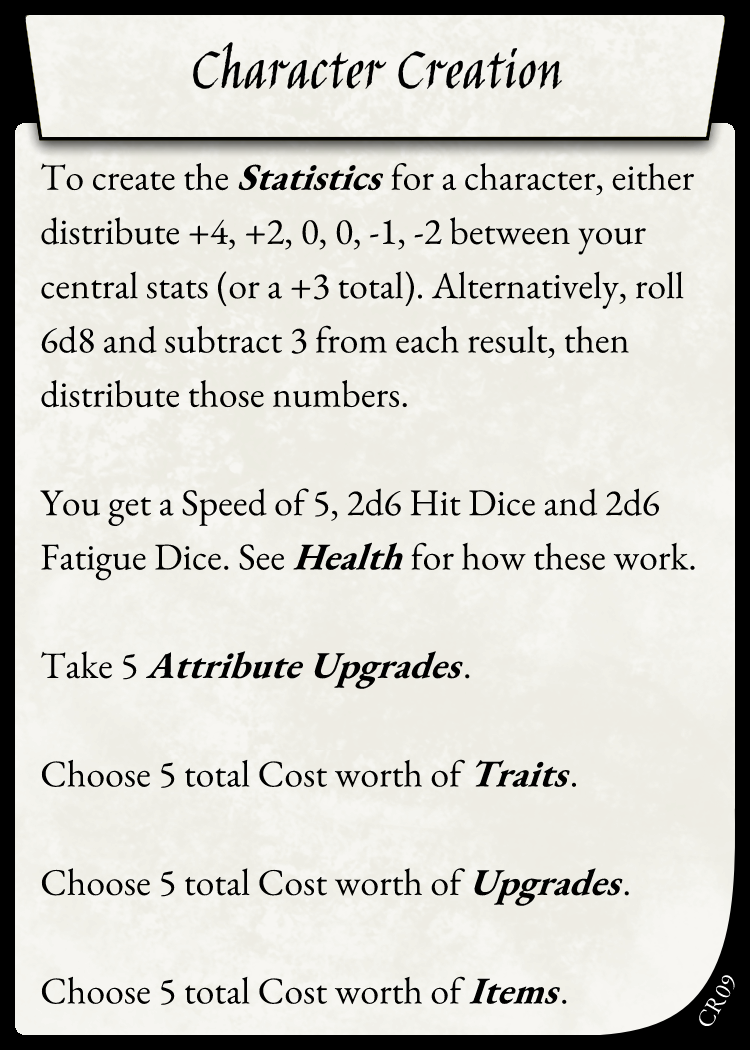 Character Creation
To create the Statistics for a character, either
distribute +4, +2, 0, 0, -1, -2 between your
central stats (or a +3 total). Alternatively, roll
6d8 and subtract 3 from each result, then
distribute those numbers.
You get a Speed of 5, 2d6 Hit Dice and 2d6
Fatigue Dice. See Health for how these work.
Take 5 Attribute Upgrades.
Choose 5 total Cost worth of Traits.
Choose 5 total Cost worth of Upgrades.
Choose 5 total Cost worth of Items.
CR09